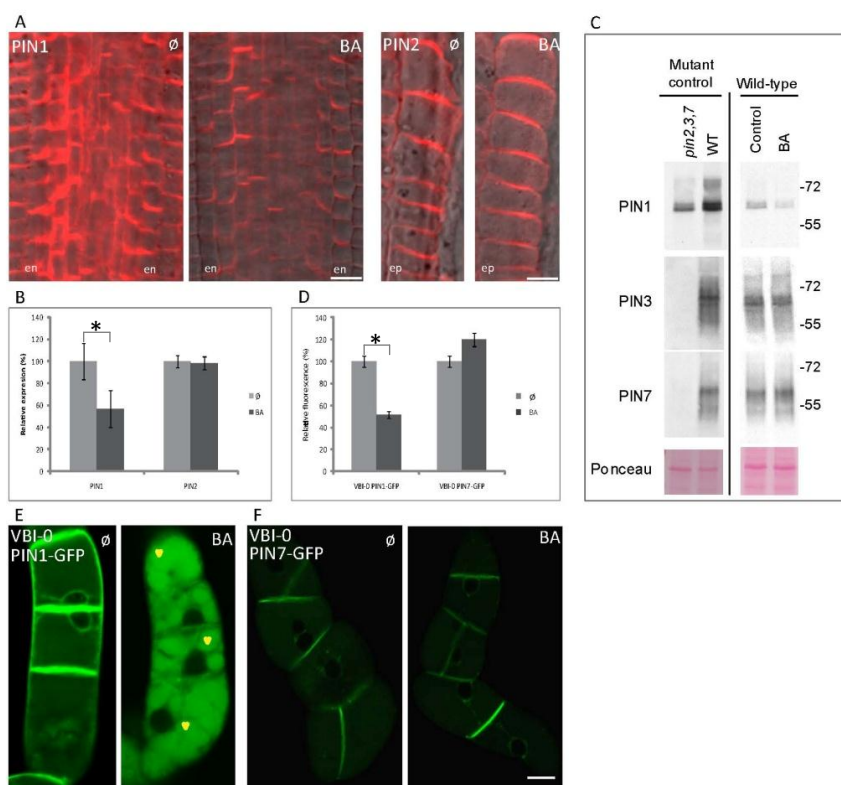 A
PIN1 Ø
BA
PIN2 Ø
BA
en en
en en
ep
ep
B
Relative expresion (%)
140
120
100
80
60
40
20
0
*
Ø
BA
PIN1 PIN2
D
Relative fluorescence (%)
140
120
100
80
60
40
20
0
*
Ø
BA
VBI-0 PIN1-GFP VBI-0 PIN7-GFP
C
Mutant
control
Wild-type
pin2,3,7
WT
Control
BA
PIN1
-72
-55
PIN3
-72
-55
PIN7
-72
-55
Ponceau
E
VBI-0 Ø
PIN1-GFP
BA
F
VBI-0 Ø
PIN7-GFP
BA